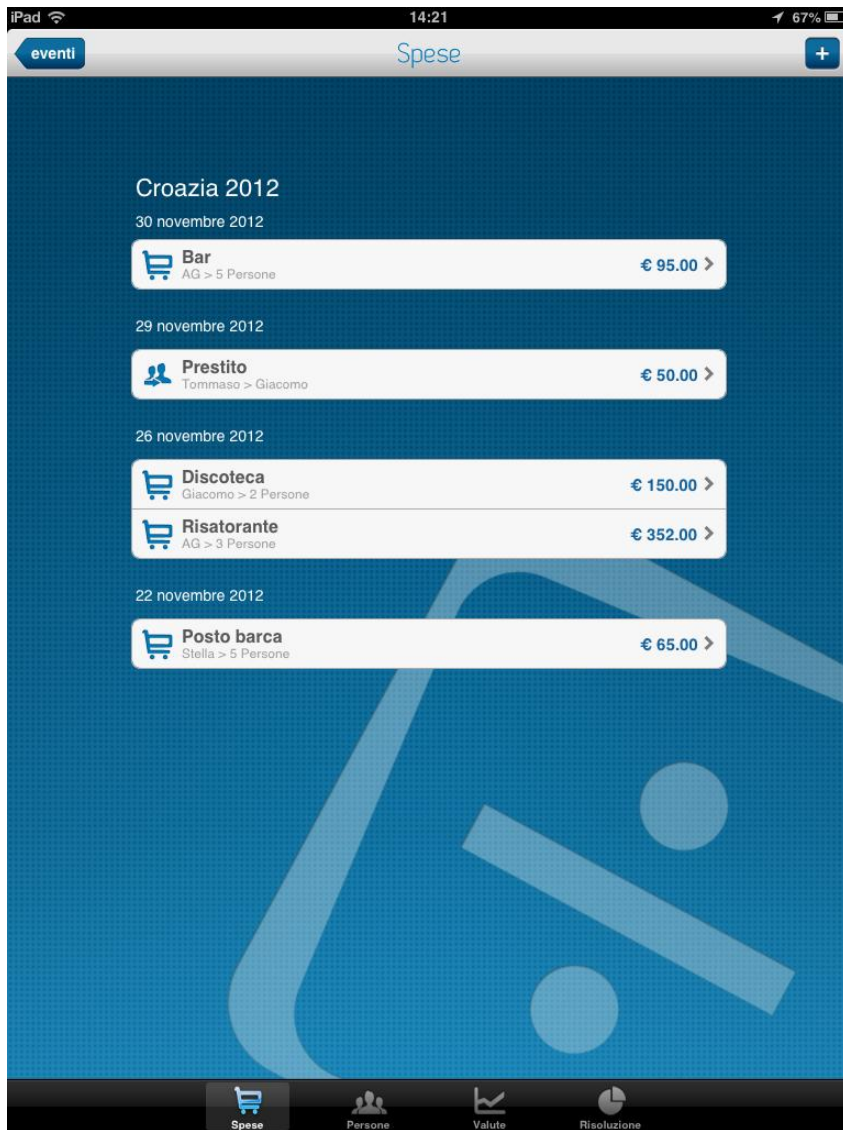 iPad 14:21 67%
eventi Spese +
Croazia 2012
30 novembre 2012
Bar
AG > 5 Persone
€ 95.00
29 novembre 2012
Prestito
Tommaso > Giacomo
€ 50.00
26 novembre 2012
Discoteca
Giacomo > 2 Persone
€ 150.00
Risatorante
AG > 3 Persone
€ 352.00
22 novembre 2012
Posto barca
Stella > 5 Persone
€ 65.00
Spese Persone Valute Risoluzione